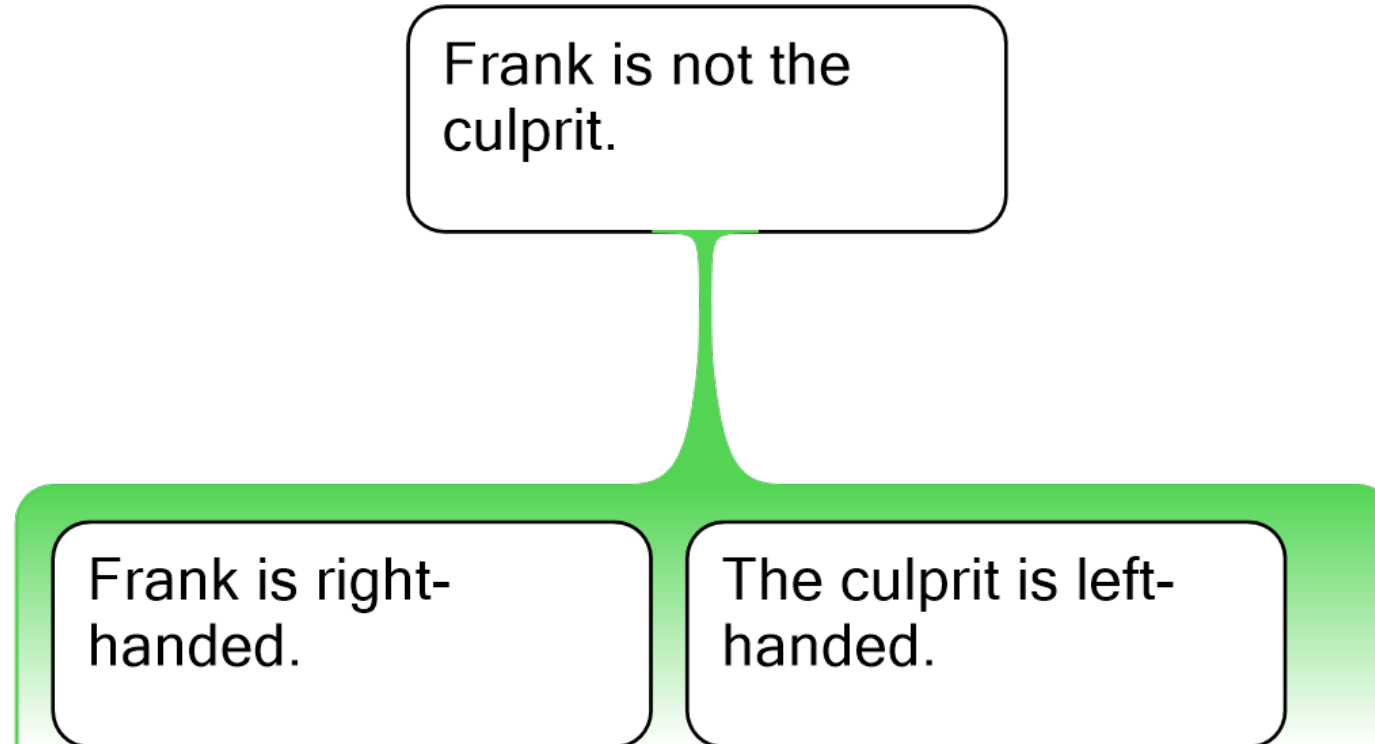 Frank is not the
culprit.
Frank is right-
handed.
The culprit is left-
handed.